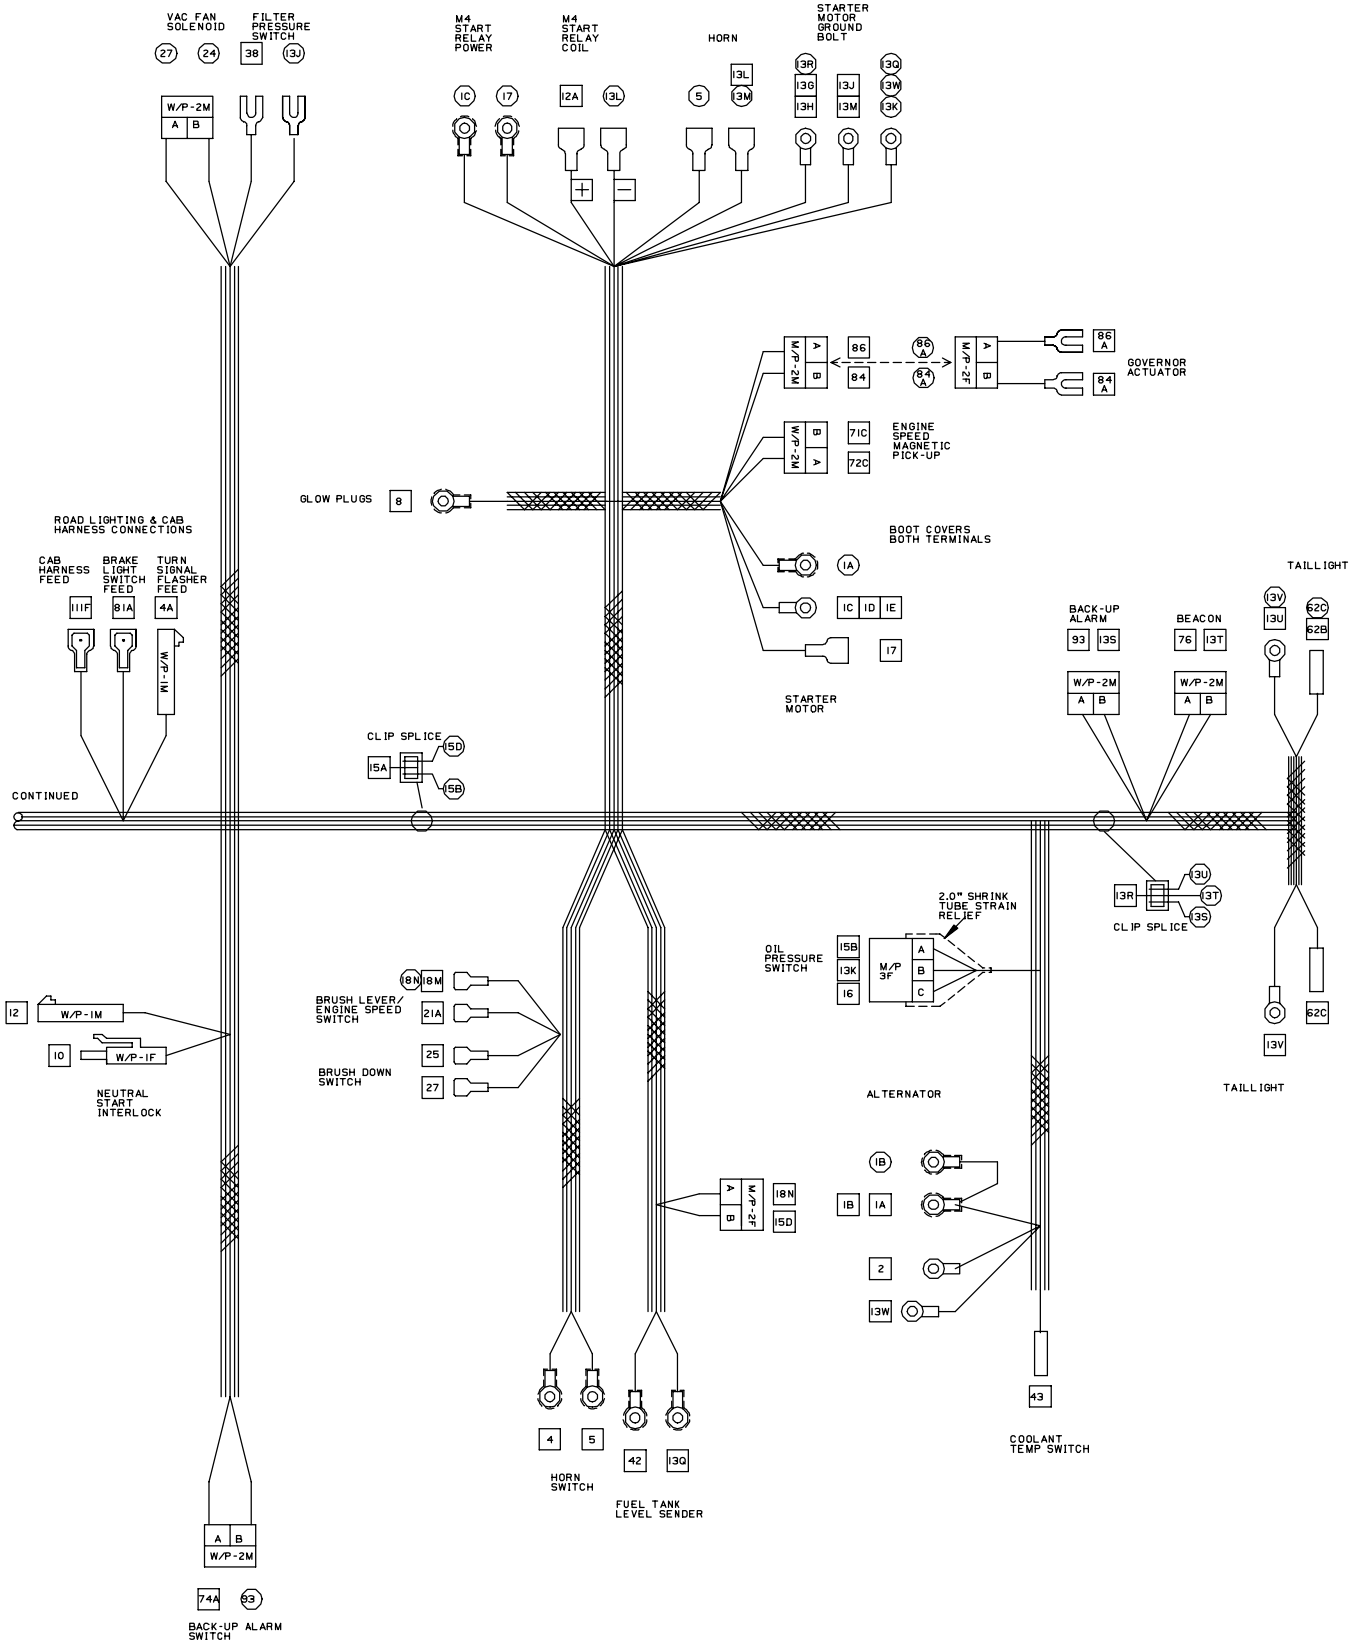 VAC FAN
SOLENOID
FILTER
PRESSURE
SWITCH
27
24
38
13J
W/P-2M
A B
M4
START
RELAY
POWER
M4
START
RELAY
COIL
HORN
STARTER
MOTOR
GROUND
BOLT
1C
17
12A
13L
5
13L
13M
13R
13G
13H
13J
13M
13Q
13W
13K
+
-
M/P-2M
A
B
86
84
86
A
84
A
M/P-2F
A
B
86
A
84
A
GOVERNOR
ACTUATOR
W/P-2M
B
A
71C
72C
ENGINE
SPEED
MAGNETIC
PICK-UP
GLOW PLUGS
8
BOOT COVERS
BOTH TERMINALS
1A
1C 1D 1E
17
STARTER
MOTOR
ROAD LIGHTING & CAB
HARNESS CONNECTIONS
CAB
HARNESS
FEED
BRAKE
LIGHT
SWITCH
FEED
TURN
SIGNAL
FLASHER
FEED
111F
81A
4A
W/P-1M
TAILLIGHT
13V
13U
62C
62B
BACK-UP
ALARM
93 13S
W/P-2M
A B
BEACON
76 13T
W/P-2M
A B
CLIP SPLICE
15A
15D
15B
CONTINUED
13R
13U
13T
13S
CLIP SPLICE
2.0" SHRINK
TUBE STRAIN
RELIEF
OIL
PRESSURE
SWITCH
15B
13K
16
M/P
3F
A
B
C
13V
62C
TAILLIGHT
12
W/P-1M
10
W/P-1F
NEUTRAL
START
INTERLOCK
18N 18M
BRUSH LEVER/
ENGINE SPEED
SWITCH
21A
25
BRUSH DOWN
SWITCH
27
ALTERNATOR
1B
1B 1A
2
13W
A
B
M/P-2F
18N
15D
43
COOLANT
TEMP SWITCH
4
5
HORN
SWITCH
42
13Q
FUEL TANK
LEVEL SENDER
A B
W/P-2M
74A
93
BACK-UP ALARM
SWITCH